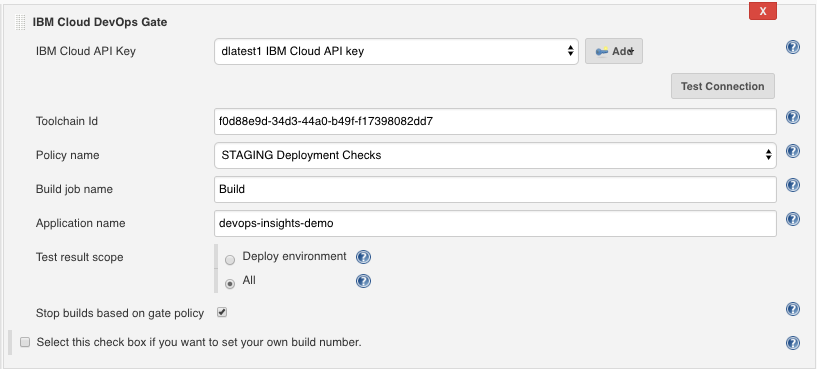 X
IBM Cloud DevOps Gate
IBM Cloud API Key
dlatest1 IBM Cloud API key
Add
Test Connection
Toolchain Id
f0d88e9d-34d3-44a0-b49f-f17398082dd7
Policy name
STAGING Deployment Checks
Build job name
Build
Application name
devops-insights-demo
Test result scope
Deploy environment
All
Stop builds based on gate policy
Select this check box if you want to set your own build number.